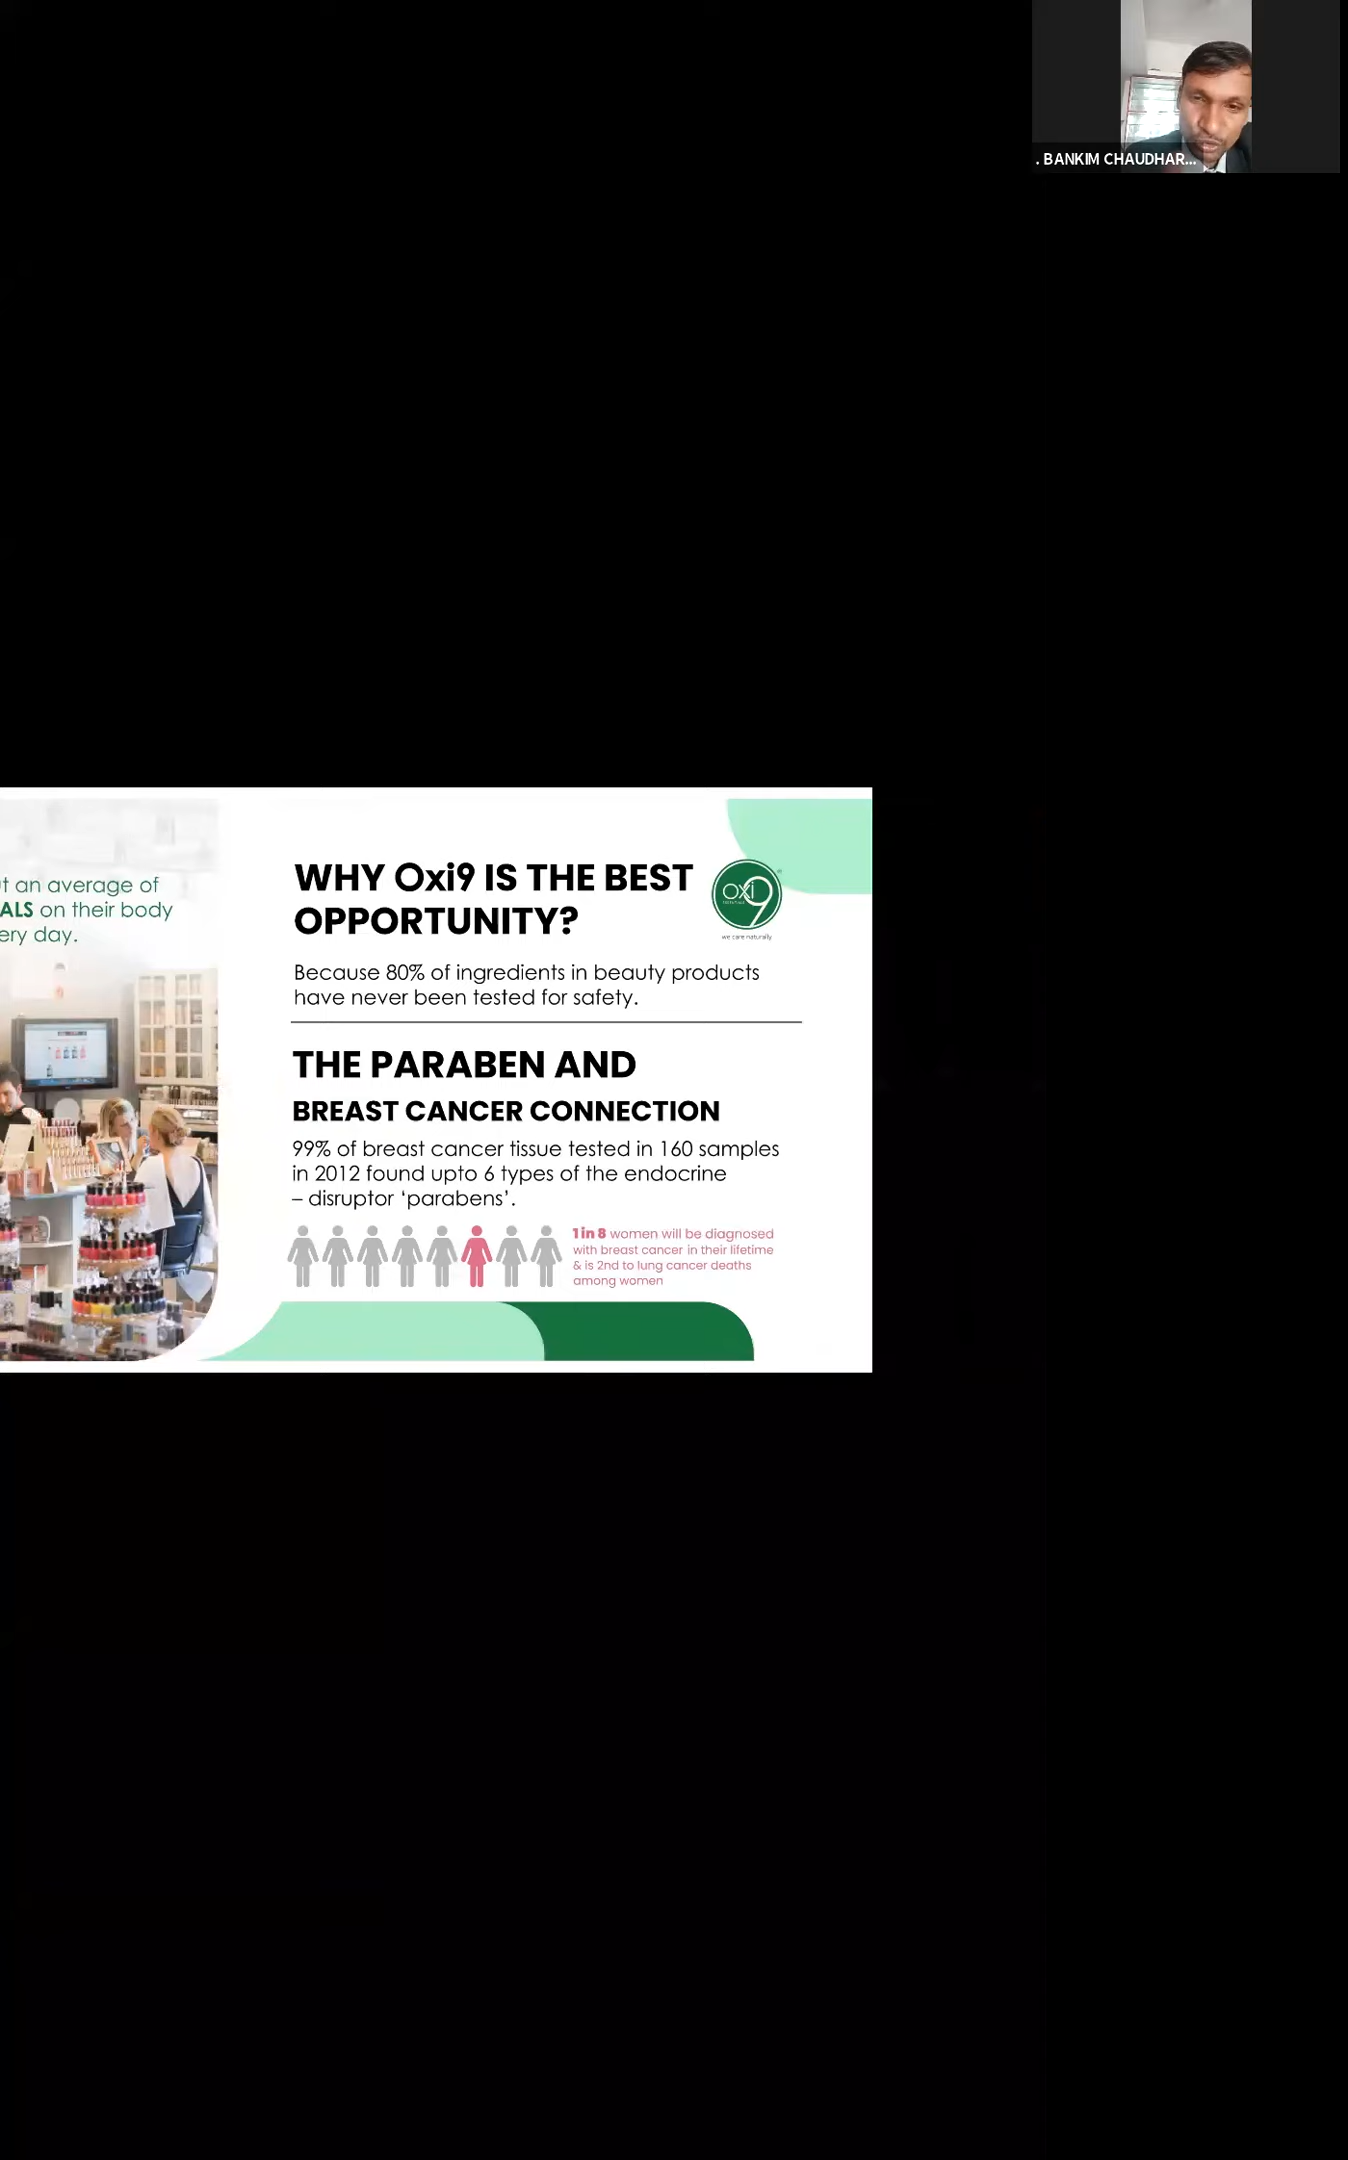 . BANKIM CHAUDHAR...
t an average of
ALS on their body
ery day.
WHY Oxi9 IS THE BEST
OPPORTUNITY?
oxi9
we care naturally
Because 80% of ingredients in beauty products
have never been tested for safety.
THE PARABEN AND
BREAST CANCER CONNECTION
99% of breast cancer tissue tested in 160 samples
in 2012 found upto 6 types of the endocrine
– disruptor ‘parabens’.
1 in 8 women will be diagnosed
with breast cancer in their lifetime
& is 2nd to lung cancer deaths
among women